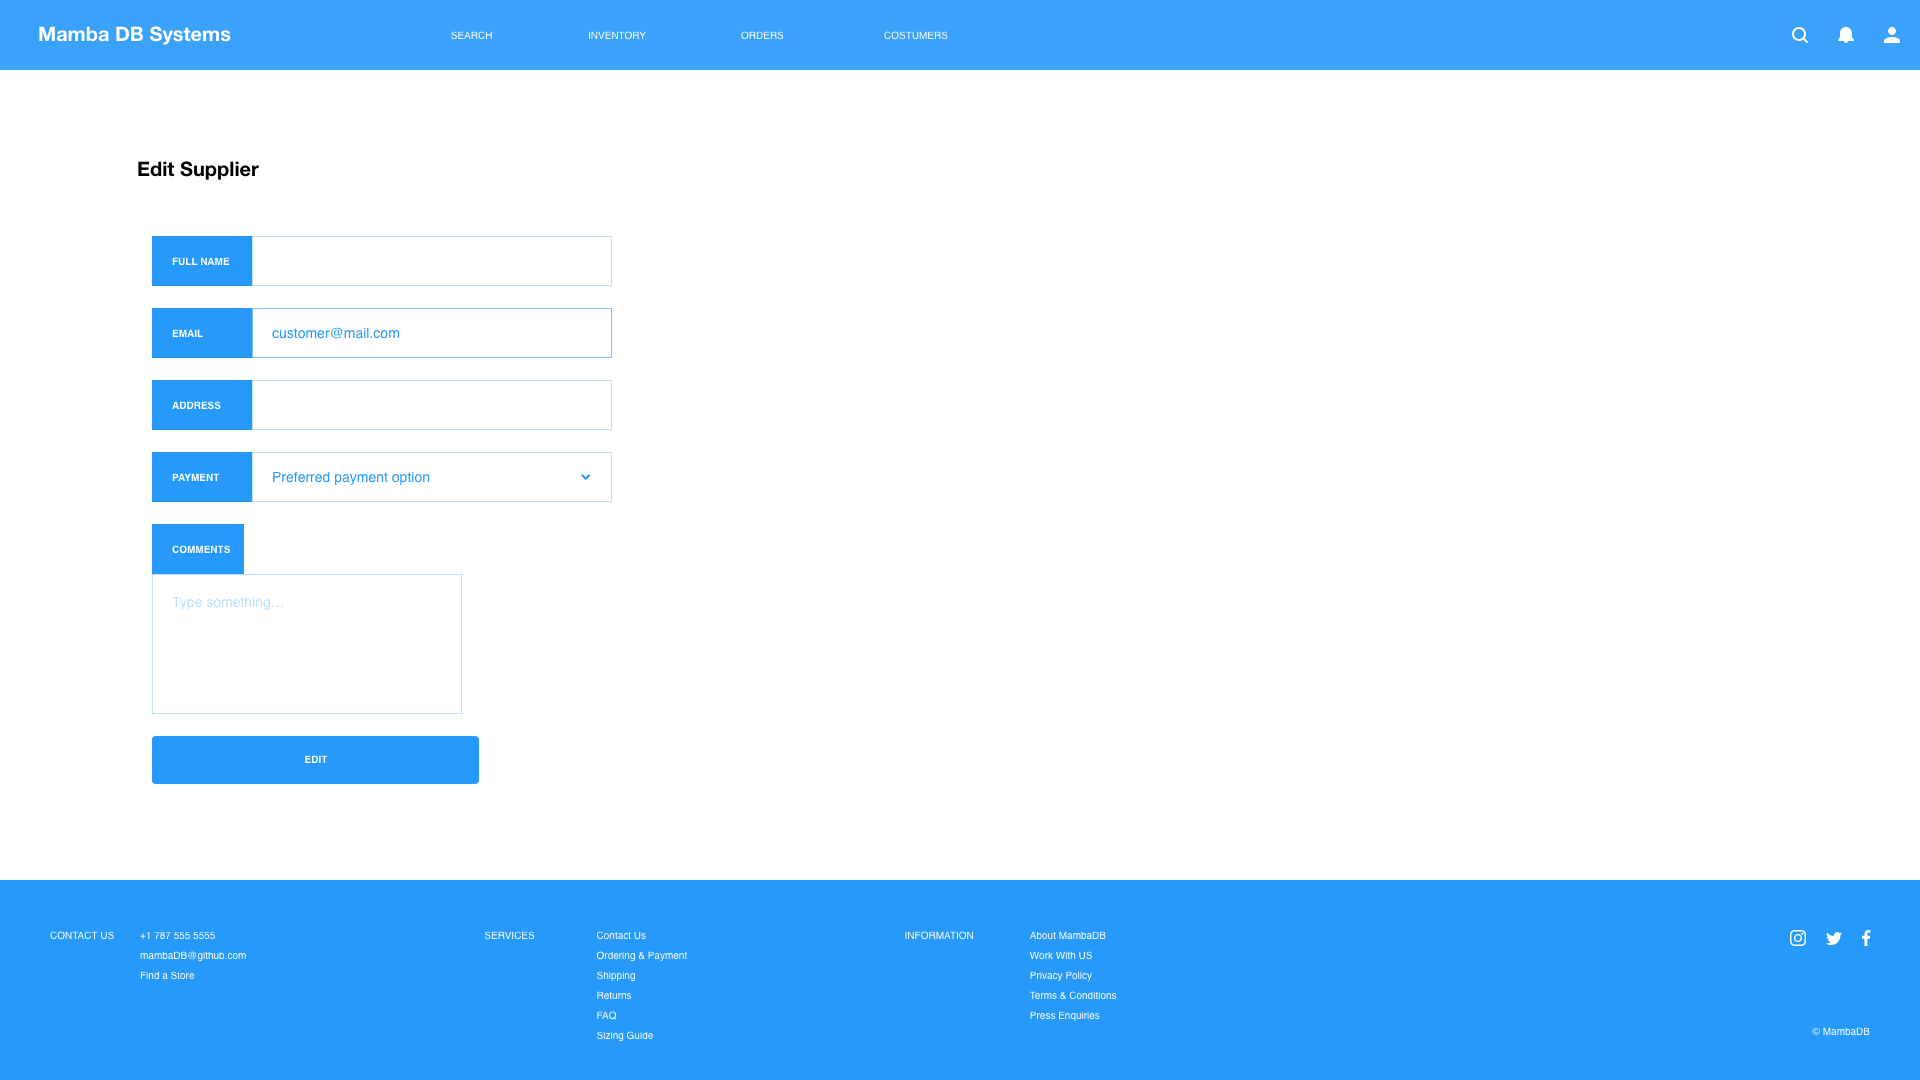 Mamba DB Systems
SEARCH
INVENTORY
ORDERS
COSTUMERS
Edit Supplier
FULL NAME
EMAIL
customer@mail.com
ADDRESS
PAYMENT
Preferred payment option
COMMENTS
Type something...
EDIT
CONTACT US
+1 787 555 5555
mambaDB@github.com
Find a Store
SERVICES
Contact Us
Ordering & Payment
Shipping
Returns
FAQ
Sizing Guide
INFORMATION
About MambaDB
Work With US
Privacy Policy
Terms & Conditions
Press Enquiries
© MambaDB